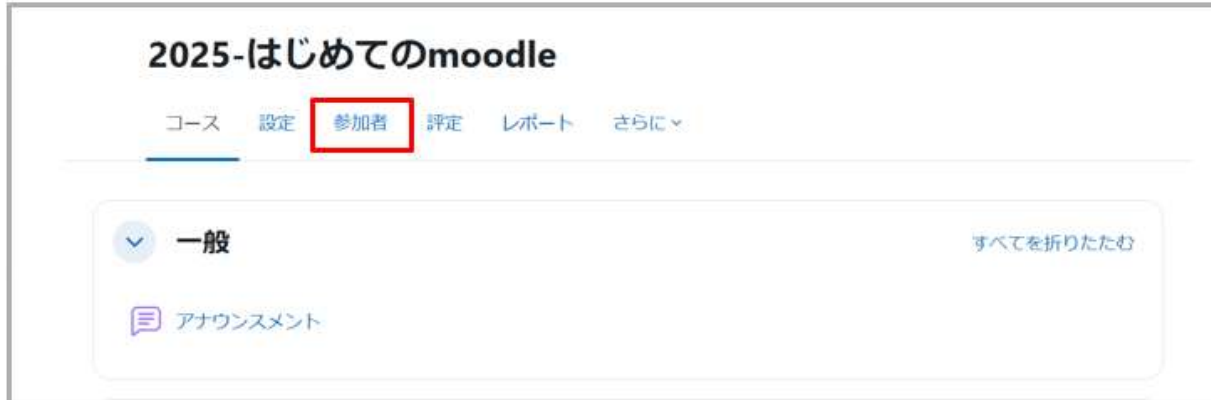 2025-はじめてのmoodle
コース 設定 参加者 評定 レポート さらに
一般 すべてを折りたたむ
アナウンスメント